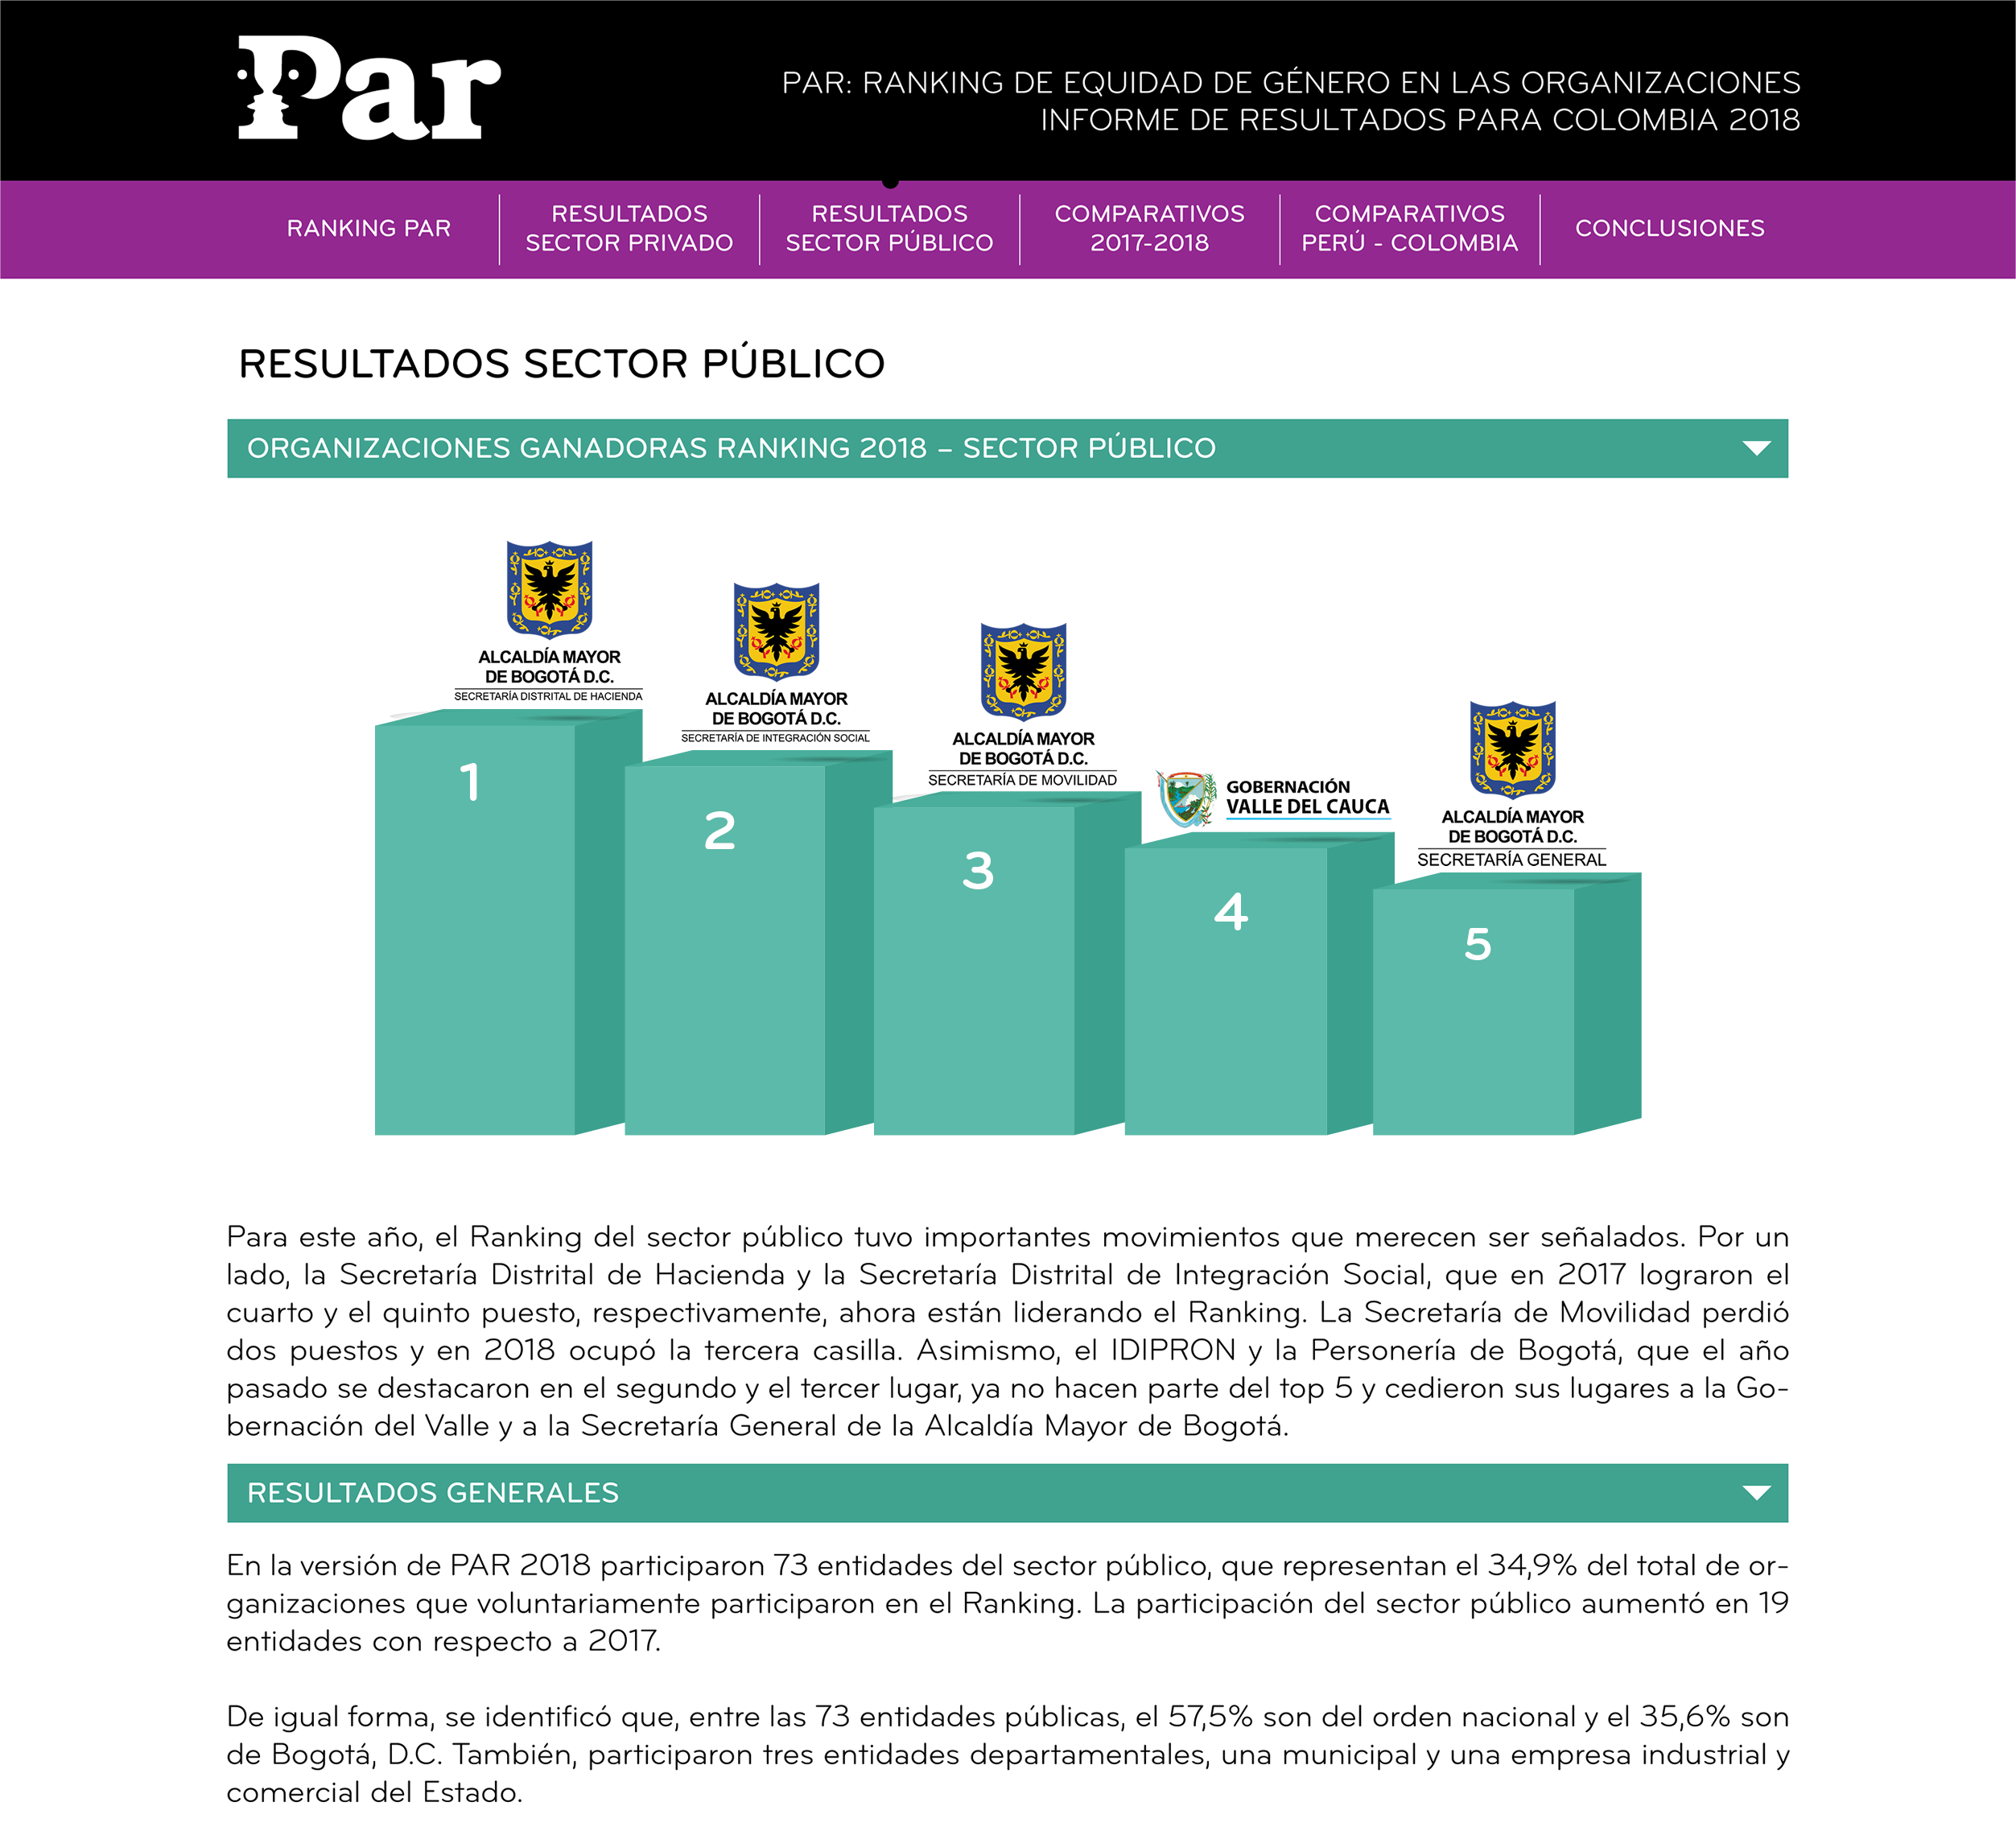 Par
PAR: RANKING DE EQUIDAD DE GÉNERO EN LAS ORGANIZACIONES
INFORME DE RESULTADOS PARA COLOMBIA 2018
RANKING PAR
RESULTADOS
SECTOR PRIVADO
RESULTADOS
SECTOR PÚBLICO
COMPARATIVOS
2017-2018
COMPARATIVOS
PERÚ - COLOMBIA
CONCLUSIONES
RESULTADOS SECTOR PÚBLICO
ORGANIZACIONES GANADORAS RANKING 2018 – SECTOR PÚBLICO
ALCALDÍA MAYOR
DE BOGOTÁ D.C.
SECRETARÍA DISTRITAL DE HACIENDA
1
ALCALDÍA MAYOR
DE BOGOTÁ D.C.
SECRETARÍA DE INTEGRACIÓN SOCIAL
2
ALCALDÍA MAYOR
DE BOGOTÁ D.C.
SECRETARÍA DE MOVILIDAD
3
GOBERNACIÓN
VALLE DEL CAUCA
4
ALCALDÍA MAYOR
DE BOGOTÁ D.C.
SECRETARÍA GENERAL
5
Para este año, el Ranking del sector público tuvo importantes movimientos que merecen ser señalados. Por un
lado, la Secretaría Distrital de Hacienda y la Secretaría Distrital de Integración Social, que en 2017 lograron el
cuarto y el quinto puesto, respectivamente, ahora están liderando el Ranking. La Secretaría de Movilidad perdió
dos puestos y en 2018 ocupó la tercera casilla. Asimismo, el IDIPRON y la Personería de Bogotá, que el año
pasado se destacaron en el segundo y el tercer lugar, ya no hacen parte del top 5 y cedieron sus lugares a la Go-
bernación del Valle y a la Secretaría General de la Alcaldía Mayor de Bogotá.
RESULTADOS GENERALES
En la versión de PAR 2018 participaron 73 entidades del sector público, que representan el 34,9% del total de or-
ganizaciones que voluntariamente participaron en el Ranking. La participación del sector público aumentó en 19
entidades con respecto a 2017.
De igual forma, se identificó que, entre las 73 entidades públicas, el 57,5% son del orden nacional y el 35,6% son
de Bogotá, D.C. También, participaron tres entidades departamentales, una municipal y una empresa industrial y
comercial del Estado.